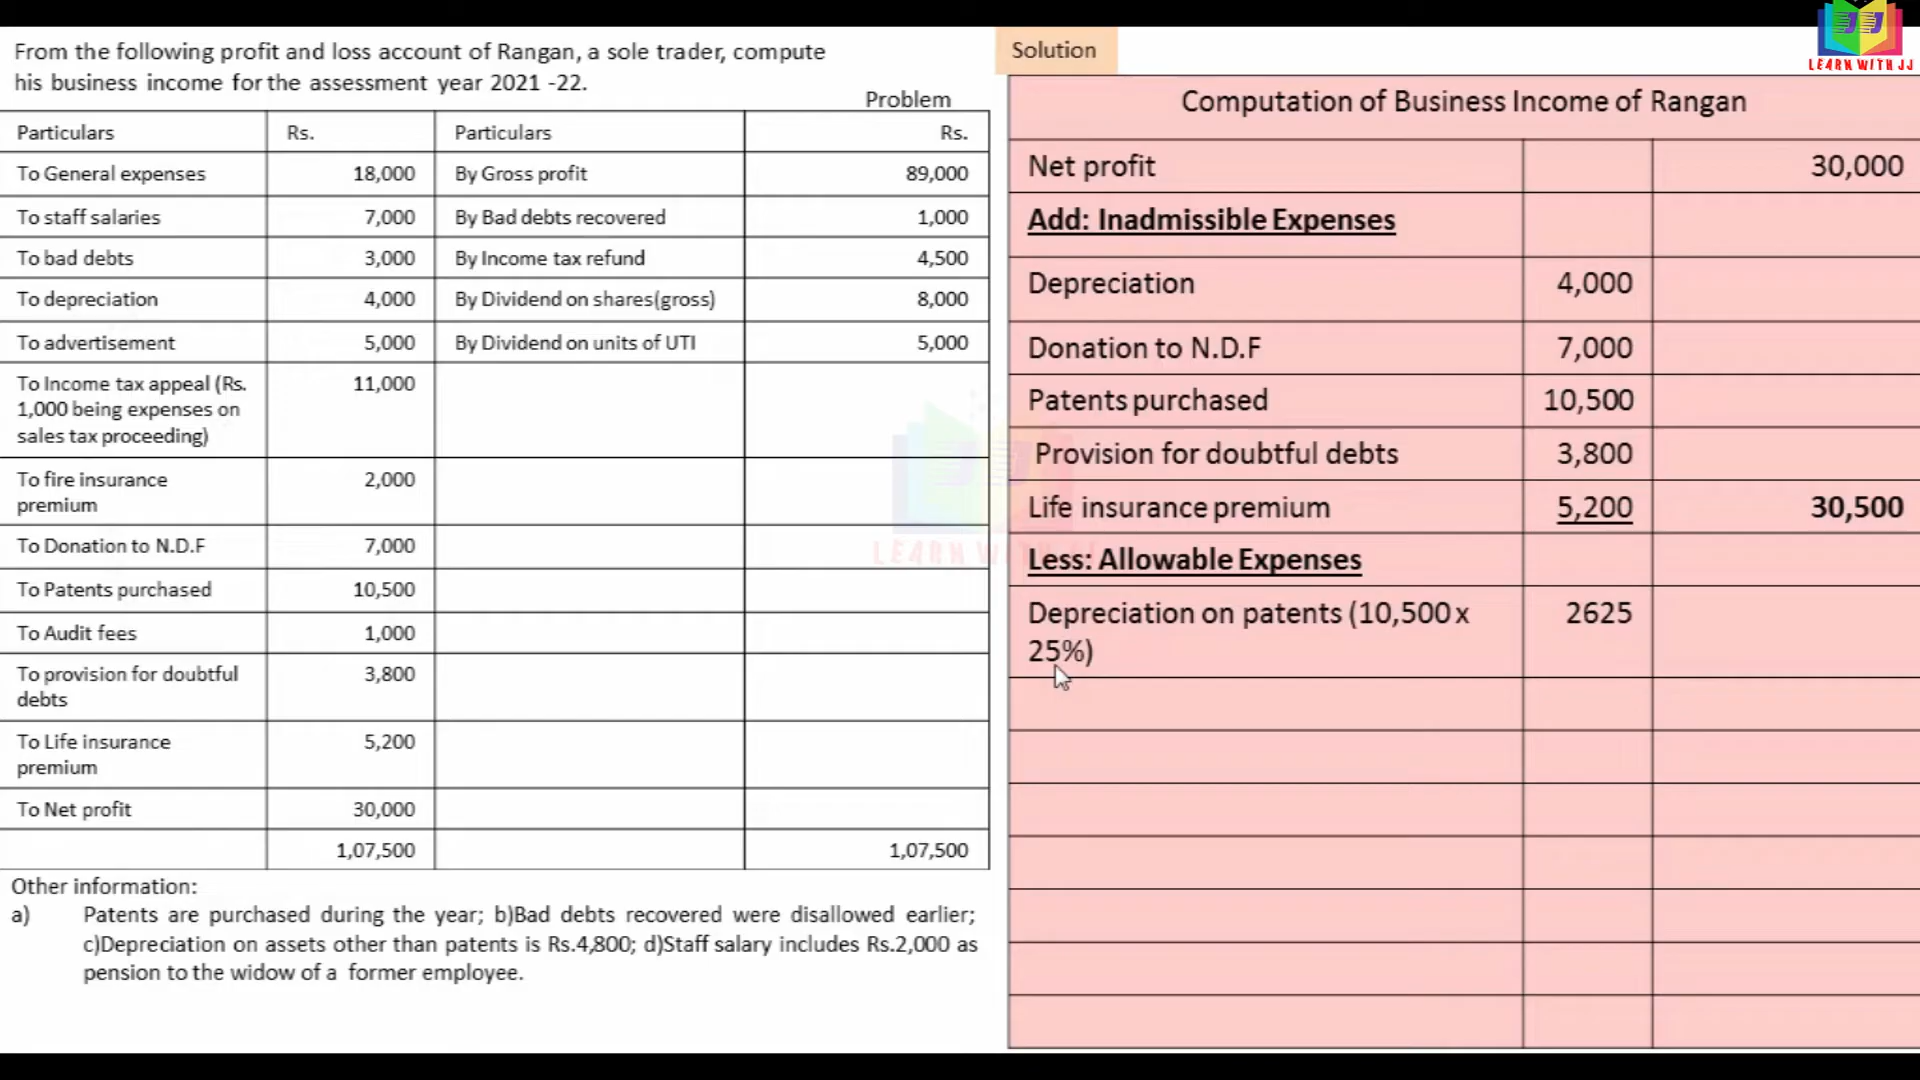 From the following profit and loss account of Rangan, a sole trader, compute
his business income for the assessment year 2021 -22.
Problem
Particulars Rs. Particulars Rs.
To General expenses 18,000 By Gross profit 89,000
To staff salaries 7,000 By Bad debts recovered 1,000
To bad debts 3,000 By Income tax refund 4,500
To depreciation 4,000 By Dividend on shares(gross) 8,000
To advertisement 5,000 By Dividend on units of UTI 5,000
To Income tax appeal (Rs. 11,000
1,000 being expenses on
sales tax proceeding)
To fire insurance 2,000
premium
To Donation to N.D.F 7,000
To Patents purchased 10,500
To Audit fees 1,000
To provision for doubtful 3,800
debts
To Life insurance 5,200
premium
To Net profit 30,000
1,07,500 1,07,500
Other information:
a) Patents are purchased during the year; b)Bad debts recovered were disallowed earlier;
c)Depreciation on assets other than patents is Rs.4,800; d)Staff salary includes Rs.2,000 as
pension to the widow of a former employee.
Solution
JJ
LEARN WITH JJ
Computation of Business Income of Rangan
Net profit 30,000
Add: Inadmissible Expenses
Depreciation 4,000
Donation to N.D.F 7,000
Patents purchased 10,500
Provision for doubtful debts 3,800
Life insurance premium 5,200 30,500
Less: Allowable Expenses
Depreciation on patents (10,500 x 2625
25%)
JJ
LEARN WITH JJ